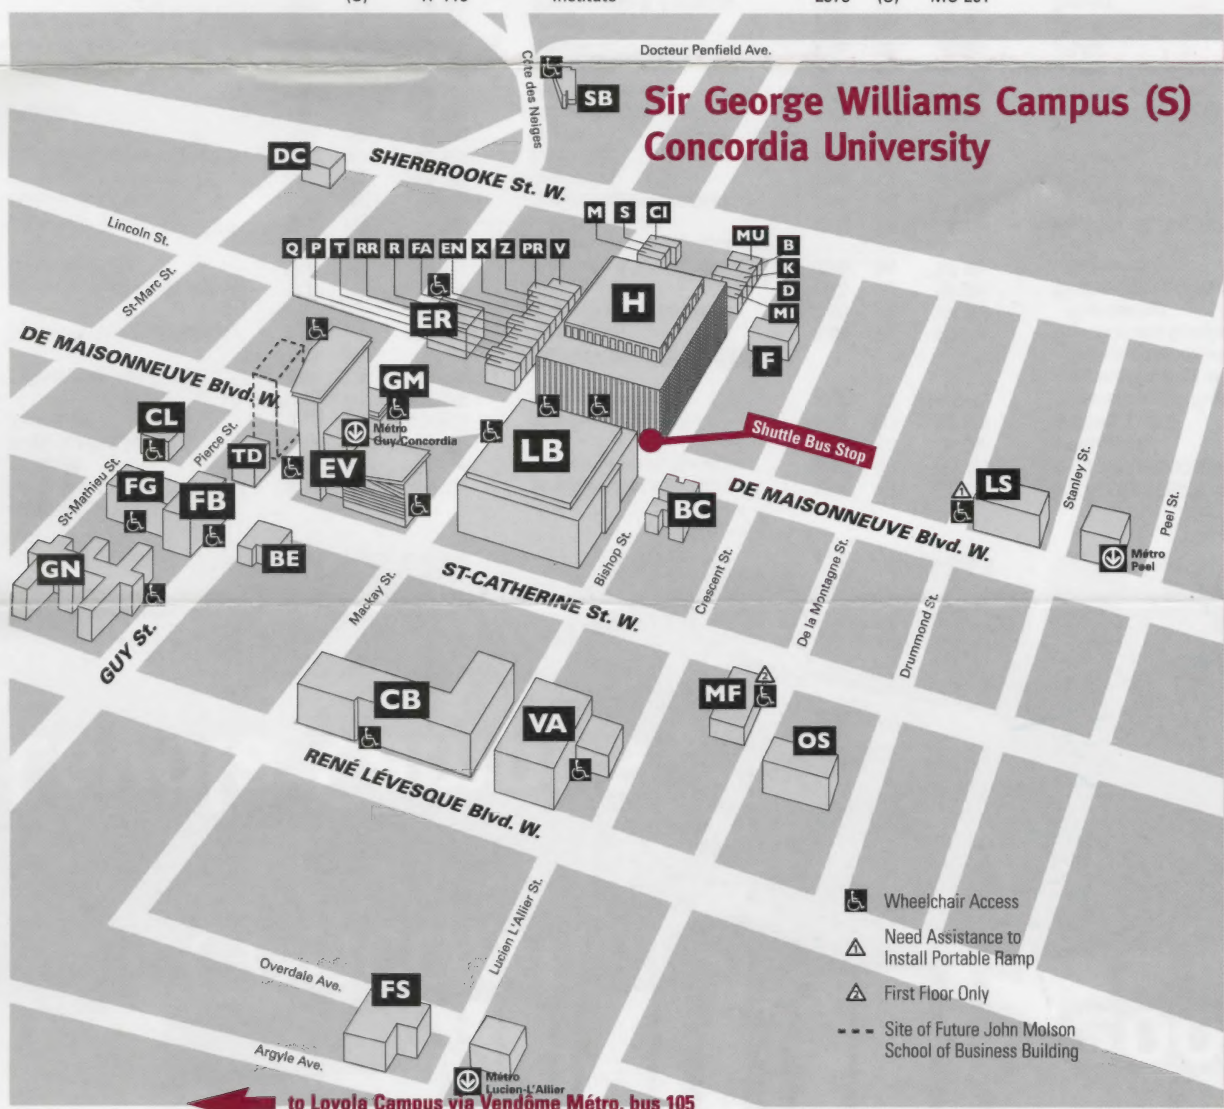 Institute
Docteur Penfield Ave.
Côte des Neiges
SB
Sir George Williams Campus (S)
Concordia University
DC
SHERBROOKE St. W.
M S CI
MU
B
K
D
MI
Lincoln St.
Q P T RR R FA EN X Z PR V
St-Marc St.
H
ER
F
DE MAISONNEUVE Blvd. W.
GM
CL
Métro
Guy-Concordia
Pierce St.
TD
EV
LB
Shuttle Bus Stop
St-Mathieu St.
FG
FB
BC
DE MAISONNEUVE Blvd. W.
1
LS
Stanley St.
Peel St.
Métro
Peel
GN
BE
Mackay St.
ST-CATHERINE St. W.
Bishop St.
Crescent St.
De la Montagne St.
Drummond St.
GUY St.
CB
VA
MF
2
OS
RENÉ LÉVESQUE Blvd. W.
Lucien L'Allier St.
Wheelchair Access
1 Need Assistance to
Install Portable Ramp
2 First Floor Only
Site of Future John Molson
School of Business Building
Overdale Ave.
FS
Argyle Ave.
Métro
Lucien-L'Allier
to Loyola Campus via Vendôme Métro, bus 105